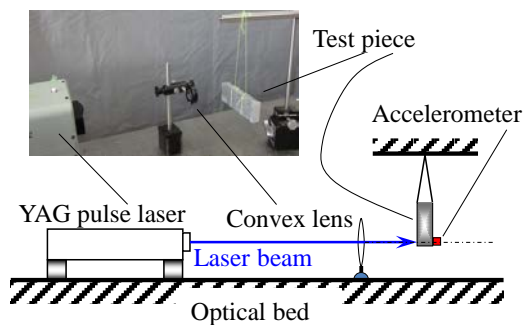 Test piece
Accelerometer
YAG pulse laser
Convex lens
Laser beam
Optical bed